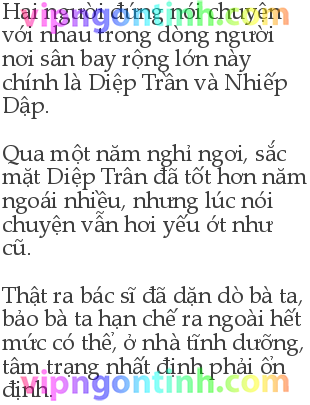 vipngontinh.com
Hai người đứng nói chuyện
với nhau trong dòng người
nơi sân bay rộng lớn này
chính là Diệp Trân và Nhiếp
Dập.
Qua một năm nghỉ ngơi, sắc
mặt Diệp Trân đã tốt hơn năm
ngoái nhiều, nhưng lúc nói
chuyện vẫn hơi yếu ớt như
cũ.
Thật ra bác sĩ đã dặn dò bà ta,
bảo bà ta hạn chế ra ngoài hết
mức có thể, ở nhà tĩnh dưỡng,
tâm trạng nhất định phải ổn
định.
vipngontinh.com